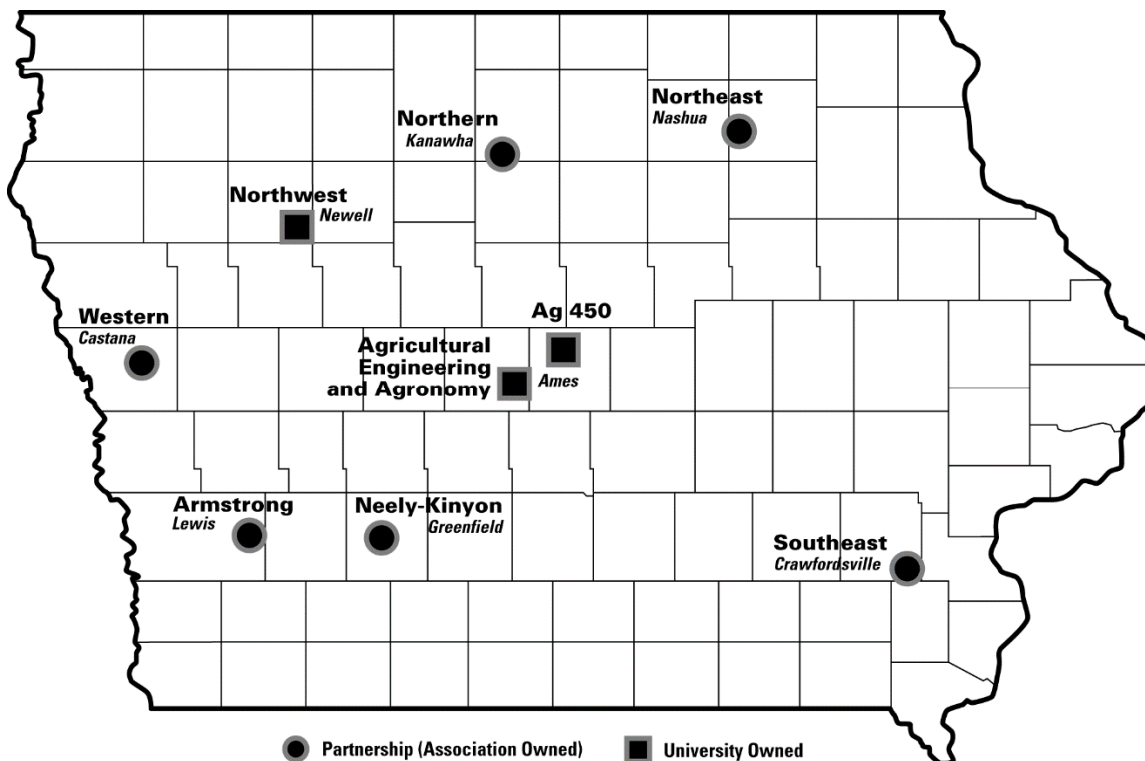 Northeast
Nashua
Northern
Kanawha
Northwest
Newell
Western
Castana
Ag 450
Agricultural
Engineering
and Agronomy
Ames
Armstrong
Lewis
Neely-Kinyon
Greenfield
Southeast
Crawfordsville
Partnership (Association Owned)
University Owned